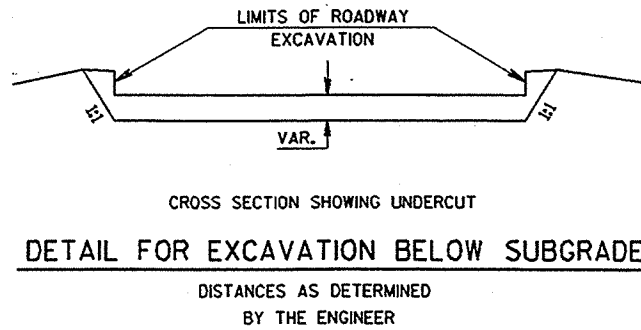 LIMITS OF ROADWAY
EXCAVATION
1:1
1:1
VAR.
CROSS SECTION SHOWING UNDERCUT
DETAIL FOR EXCAVATION BELOW SUBGRADE
DISTANCES AS DETERMINED
BY THE ENGINEER